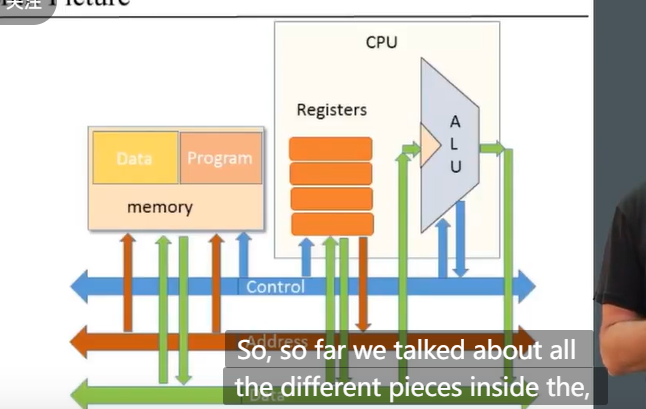 关注
Picture
CPU
Registers
A
L
U
Data
Program
memory
Control
Address
So, so far we talked about all
the different pieces inside the,
Data